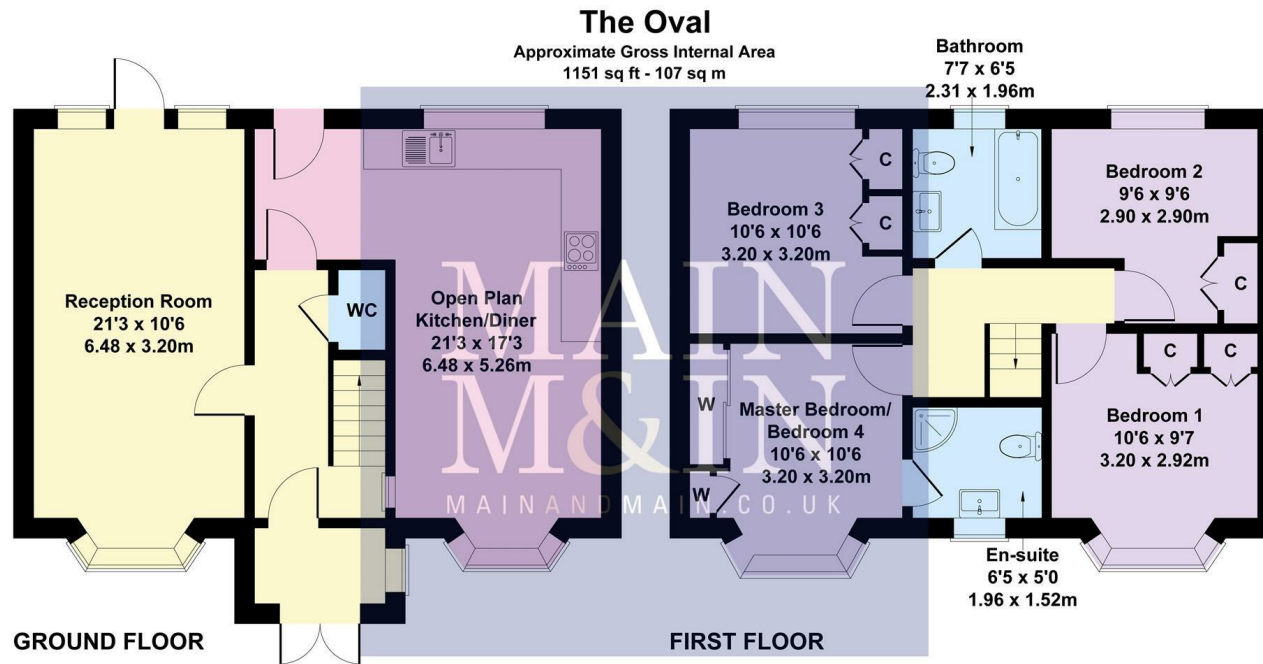 The Oval
Approximate Gross Internal Area
1151 sq ft - 107 sq m
Reception Room
21'3 x 10'6
6.48 x 3.20m
WC
Open Plan
Kitchen/Diner
21'3 x 17'3
6.48 x 5.26m
GROUND FLOOR
Bathroom
7'7 x 6'5
2.31 x 1.96m
Bedroom 3
10'6 x 10'6
3.20 x 3.20m
C
C
Bedroom 2
9'6 x 9'6
2.90 x 2.90m
C
W
W
Master Bedroom/
Bedroom 4
10'6 x 10'6
3.20 x 3.20m
C
C
Bedroom 1
10'6 x 9'7
3.20 x 2.92m
En-suite
6'5 x 5'0
1.96 x 1.52m
FIRST FLOOR
MAIN
&
MAIN
MAINANDMAIN.CO.UK